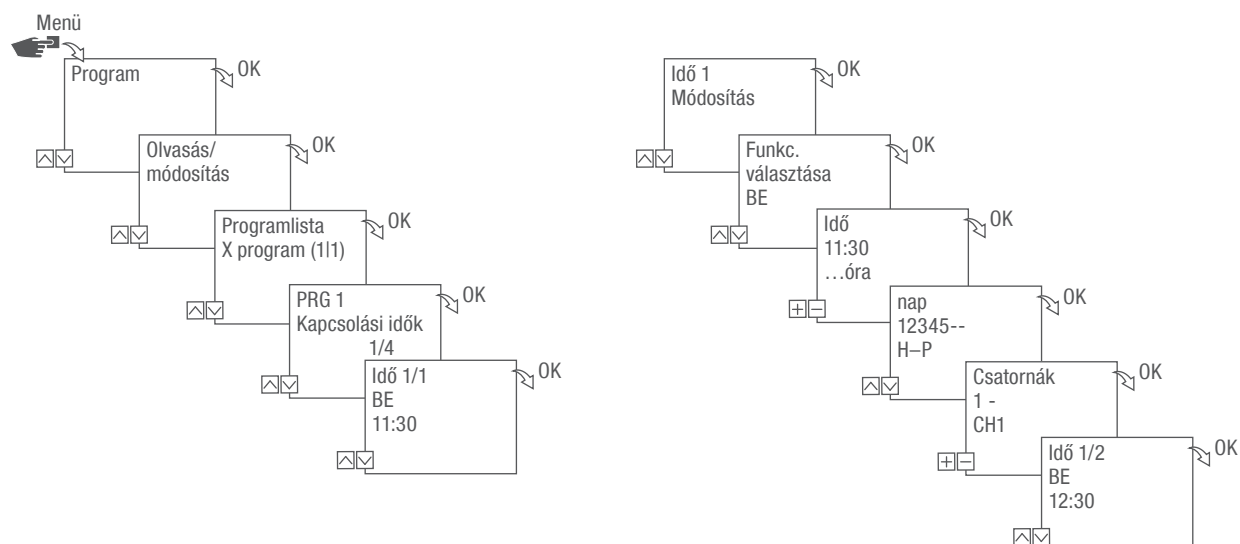 Menü
Program
OK
Olvasás/
módosítás
OK
Programlista
X program (1|1)
OK
PRG 1
Kapcsolási idők
1/4
OK
Idő 1/1
BE
11:30
OK
Idő 1
Módosítás
OK
Funkc.
választása
BE
OK
Idő
11:30
…óra
OK
nap
12345--
H–P
OK
Csatornák
1 -
CH1
OK
Idő 1/2
BE
12:30
OK